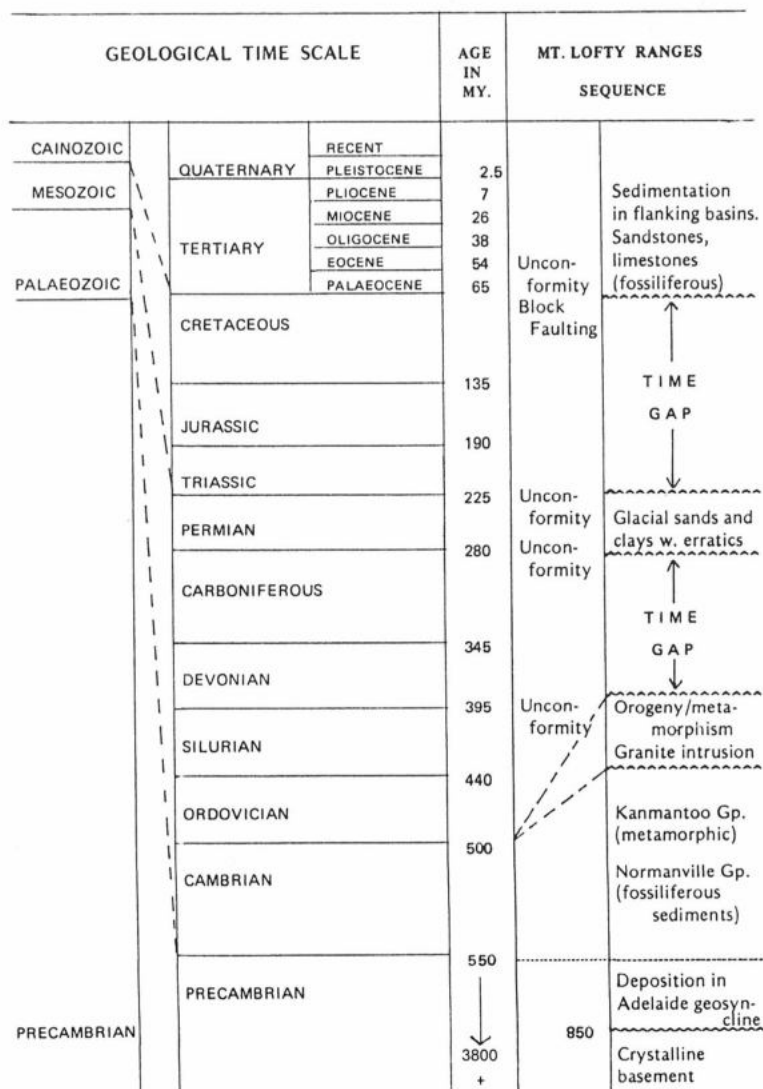 GEOLOGICAL TIME SCALE
AGE
IN
MY.
MT. LOFTY RANGES
SEQUENCE
CAINOZOIC
MESOZOIC
PALAEOZOIC
PRECAMBRIAN
QUATERNARY
TERTIARY
CRETACEOUS
JURASSIC
TRIASSIC
PERMIAN
CARBONIFEROUS
DEVONIAN
SILURIAN
ORDOVICIAN
CAMBRIAN
PRECAMBRIAN
RECENT
PLEISTOCENE
PLIOCENE
MIOCENE
OLIGOCENE
EOCENE
PALAEOCENE
2.5
7
26
38
54
65
135
190
225
280
345
395
440
500
550
3800
+
Uncon-
formity
Block
Faulting
Uncon-
formity
Uncon-
formity
Uncon-
formity
850
Sedimentation
in flanking basins.
Sandstones,
limestones
(fossiliferous)
TIME
GAP
Glacial sands and
clays w. erratics
TIME
GAP
Orogeny/meta-
morphism
Granite intrusion
Kanmantoo Gp.
(metamorphic)
Normanville Gp.
(fossiliferous
sediments)
Deposition in
Adelaide geosyn-
cline
Crystalline
basement